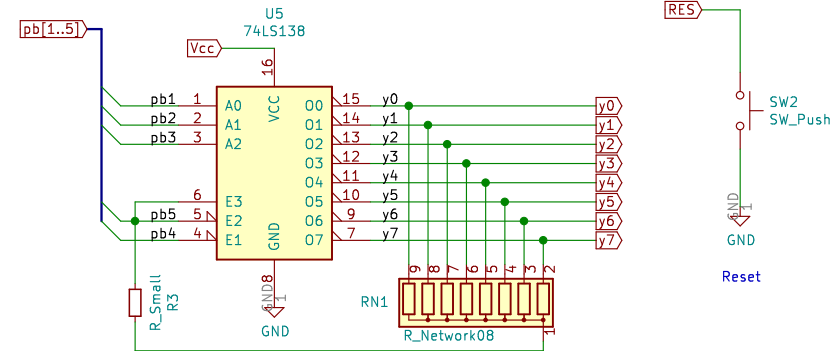 U5
74LS138
pb[1..5]
Vcc
RES
16
VCC
pb1 1 A0 O0 15 y0 y0
pb2 2 A1 O1 14 y1 y1
pb3 3 A2 O2 13 y2 y2
O3 12 y3 y3
O4 11 y4 y4
6 E3 O5 10 y5 y5
pb5 5 E2 O6 9 y6 y6
pb4 4 E1 O7 7 y7 y7
GND
8
GND 1
GND
SW2
SW_Push
GND 1
GND
Reset
R_Small
R3
9 8 7 6 5 4 3 2
RN1
1
R_Network08